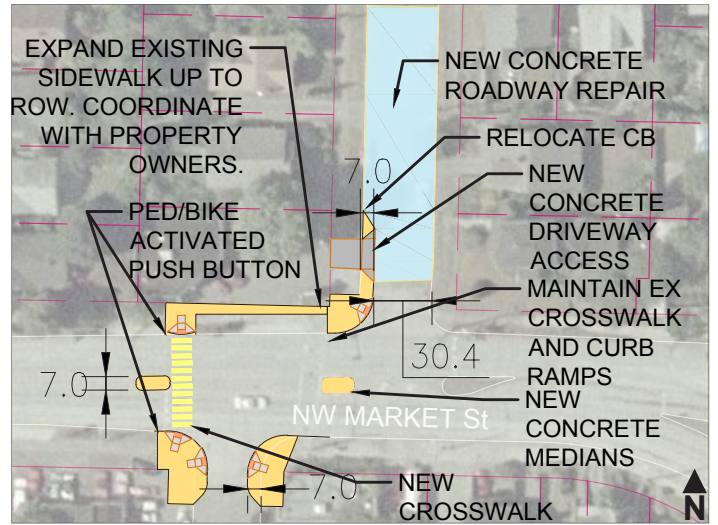 EXPAND EXISTING
SIDEWALK UP TO
ROW. COORDINATE
WITH PROPERTY
OWNERS.
NEW CONCRETE
ROADWAY REPAIR
RELOCATE CB
7.0
NEW
CONCRETE
DRIVEWAY
ACCESS
PED/BIKE
ACTIVATED
PUSH BUTTON
MAINTAIN EX
CROSSWALK
AND CURB
RAMPS
30.4
7.0
NEW
CONCRETE
MEDIANS
NW MARKET St
7.0
NEW
CROSSWALK
N